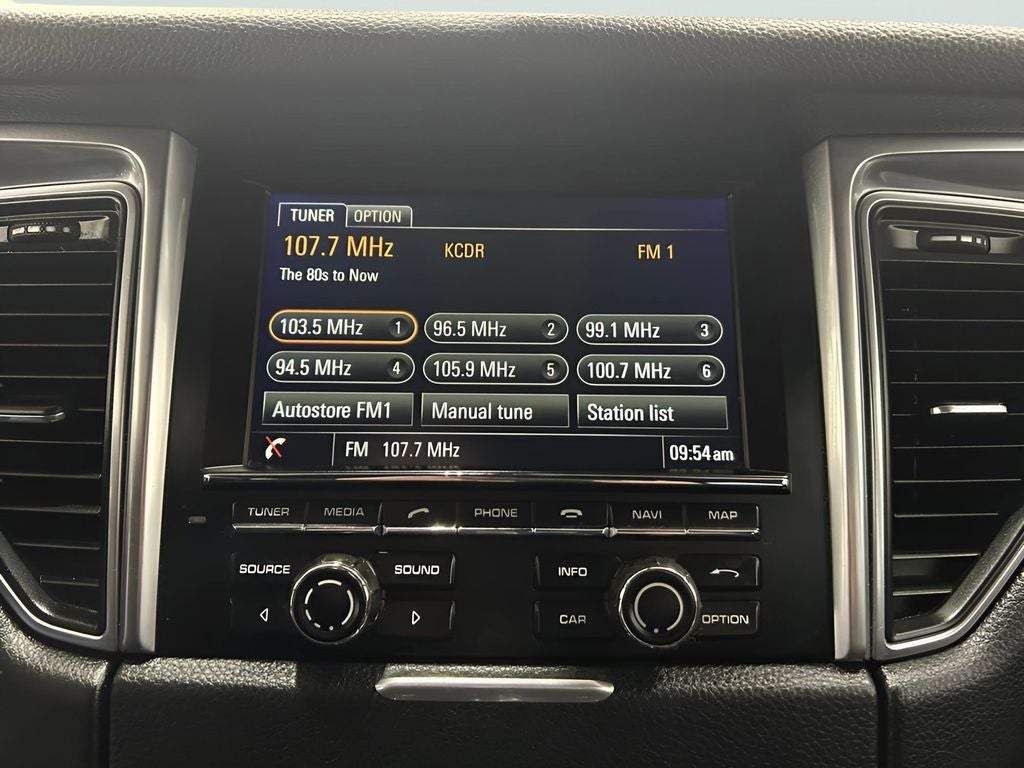 TUNER OPTION
107.7 MHz KCDR FM 1
The 80s to Now
103.5 MHz 1 96.5 MHz 2 99.1 MHz 3
94.5 MHz 4 105.9 MHz 5 100.7 MHz 6
Autostore FM1 Manual tune Station list
FM 107.7 MHz 09:54am
TUNER MEDIA PHONE NAVI MAP
SOURCE SOUND INFO
CAR OPTION